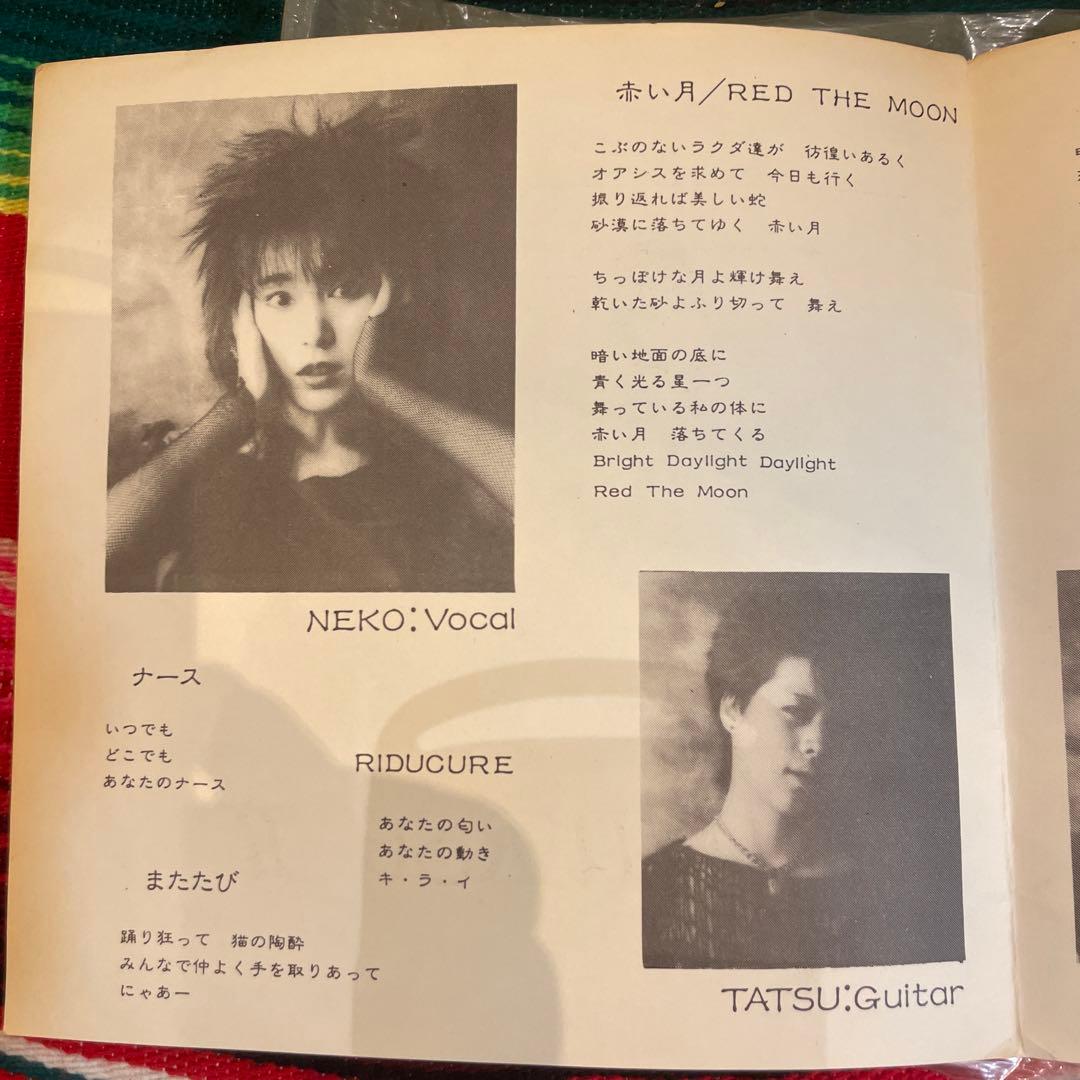 赤い月/RED THE MOON
こぶのないラクダ達が　彷徨いあるく
オアシスを求めて　今日も行く
振り返れば美しい蛇
砂漠に落ちてゆく　赤い月
ちっぽけな月よ輝け舞え
乾いた砂よふり切って　舞え
暗い地面の底に
青く光る星一つ
舞っている私の体に
赤い月　落ちてくる
Bright Daylight Daylight
Red The Moon
NEKO:Vocal
ナース
いつでも
どこでも
あなたのナース
RIDUCURE
あなたの匂い
あなたの動き
キ・ラ・イ
またたび
踊り狂って　猫の陶酔
みんなで仲よく手を取りあって
にゃあー
TATSU:Guitar